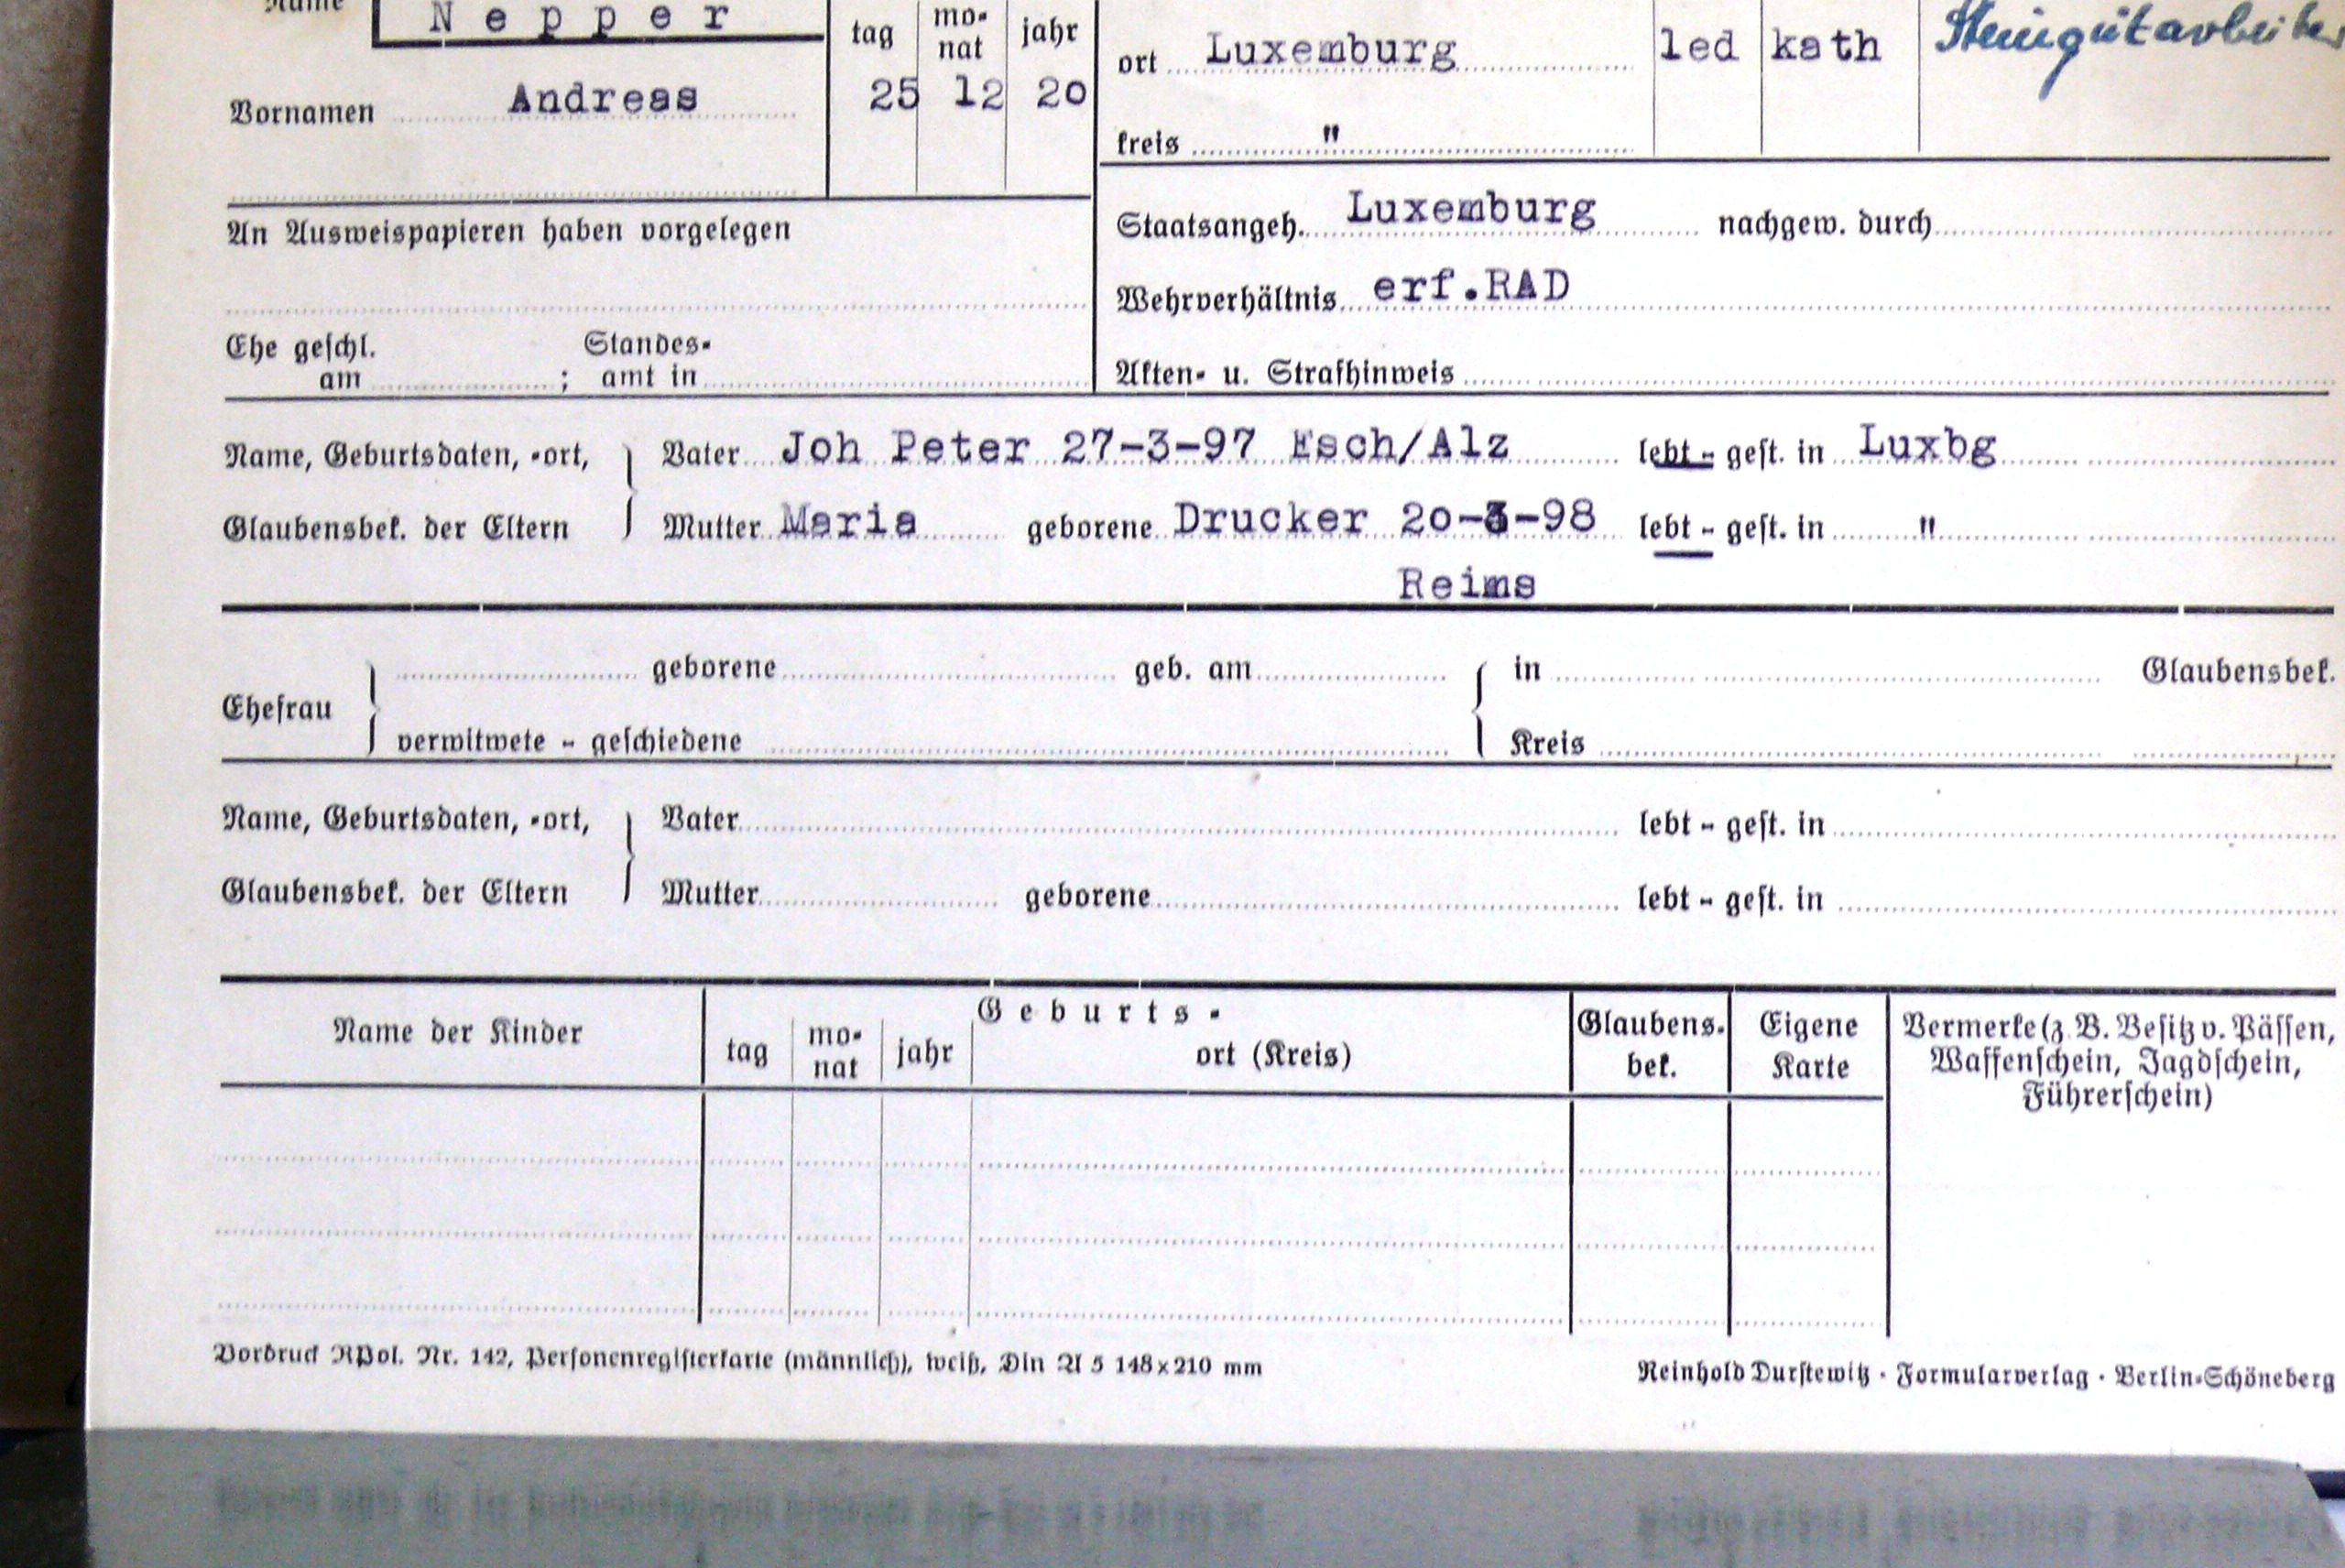 Name Nepper
tag monat jahr
ort Luxemburg led kath Steingutarbeiter
Vornamen Andreas 25 12 20
kreis "
An Ausweispapieren haben vorgelegen
Staatsangeh. Luxemburg nachgew. durch
Wehrverhältnis erf.RAD
Ehe geschl. am ; Standesamt in
Akten- u. Strafhinweis
Name, Geburtsdaten, -ort, Vater Joh Peter 27-3-97 Esch/Alz lebt - gest. in Luxbg
Glaubensbek. der Eltern Mutter Maria geborene Drucker 20-3-98 lebt - gest. in "
Reims
geborene geb. am in Glaubensbek.
Ehefrau
verwitwete - geschiedene Kreis
Name, Geburtsdaten, -ort, Vater lebt - gest. in
Glaubensbek. der Eltern Mutter geborene lebt - gest. in
Geburts-
Name der Kinder tag monat jahr ort (Kreis) Glaubens- bek. Eigene Karte Vermerke (z. B. Besitz v. Pässen,
Waffenschein, Jagdschein,
Führerschein)
Vordruck RPol. Nr. 142, Personenregisterkarte (männlich), weiß, Din A 5 148x210 mm
Reinhold Durstewitz · Formularverlag · Berlin-Schöneberg